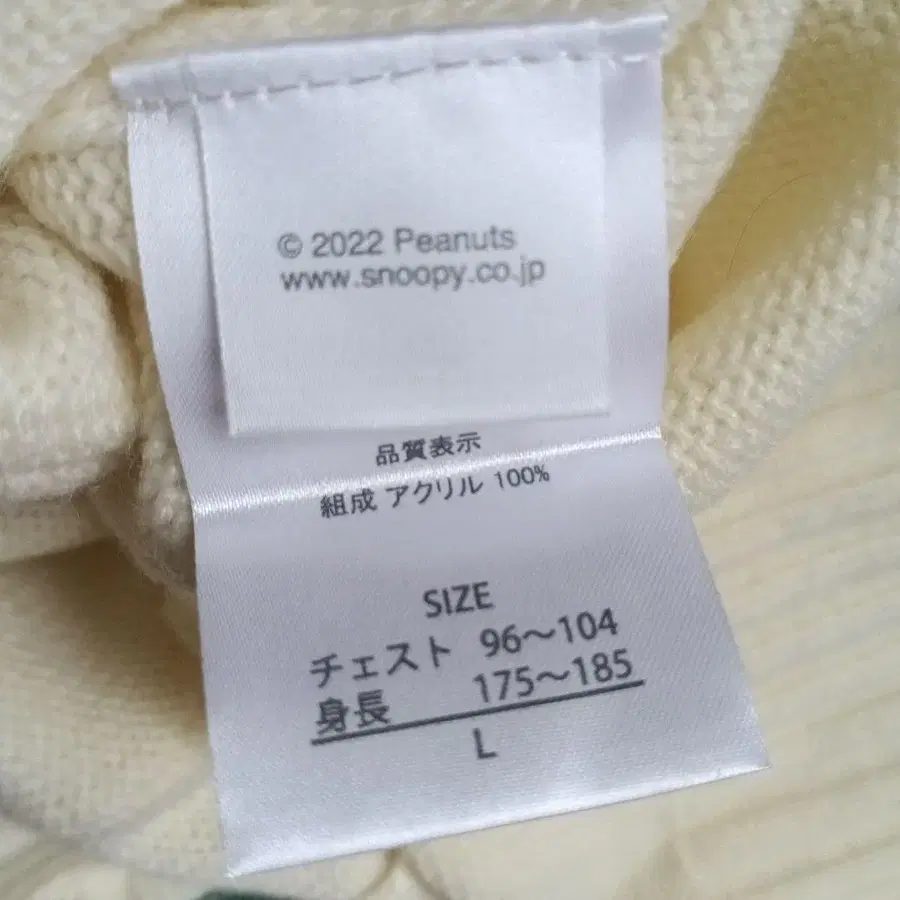 © 2022 Peanuts
www.snoopy.co.jp
品質表示
組成 アクリル 100%
SIZE
チェスト 96～104
身長 175～185
L